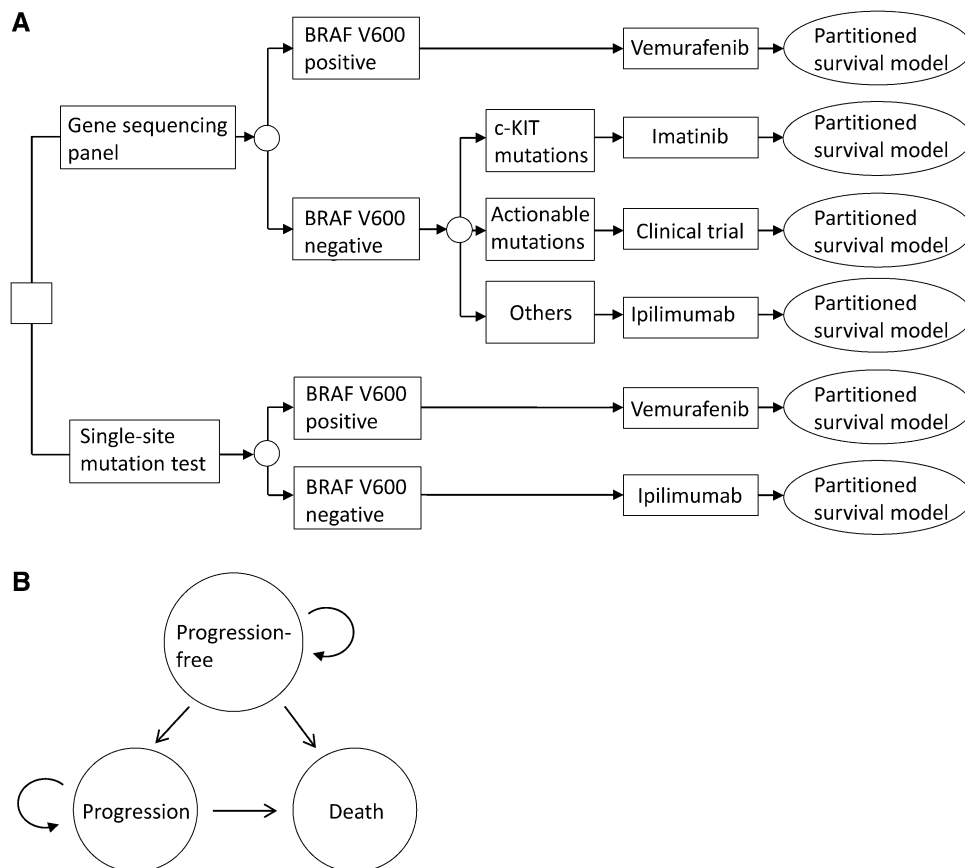 A
BRAF V600
positive
Vemurafenib
Partitioned
survival model
Gene sequencing
panel
c-KIT
mutations
Imatinib
Partitioned
survival model
BRAF V600
negative
Actionable
mutations
Clinical trial
Partitioned
survival model
Others
Ipilimumab
Partitioned
survival model
Single-site
mutation test
BRAF V600
positive
Vemurafenib
Partitioned
survival model
BRAF V600
negative
Ipilimumab
Partitioned
survival model
B
Progression-
free
Progression
Death